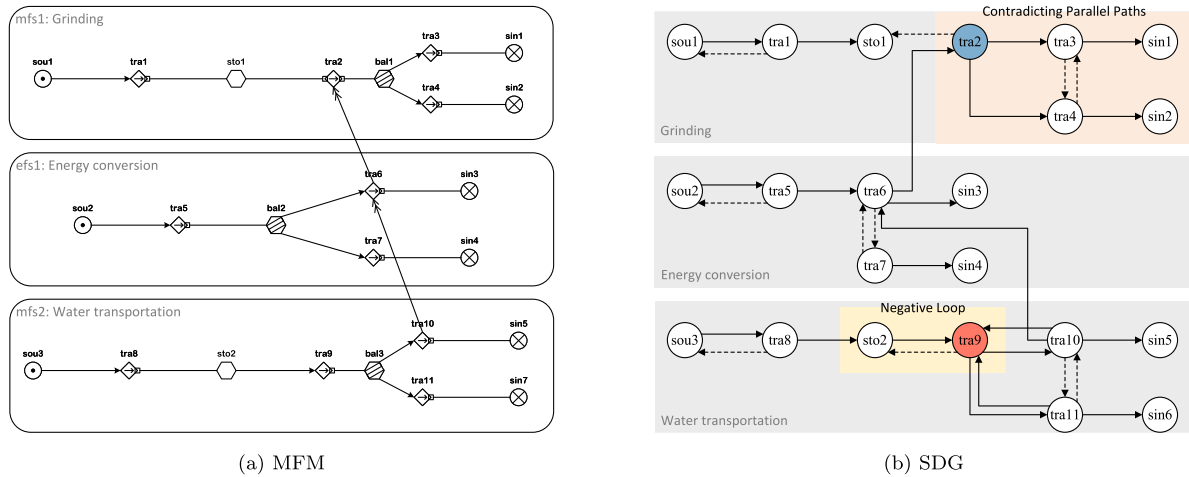 mfs1: Grinding
tra3
sin1
sou1
tra1
sto1
tra2
bal1
tra4
sin2
efs1: Energy conversion
tra6
sin3
sou2
tra5
bal2
tra7
sin4
mfs2: Water transportation
tra10
sin5
sou3
tra8
sto2
tra9
bal3
tra11
sin7
(a) MFM
Contradicting Parallel Paths
sou1
tra1
sto1
tra2
tra3
sin1
tra4
sin2
Grinding
sou2
tra5
tra6
sin3
tra7
sin4
Energy conversion
Negative Loop
sou3
tra8
sto2
tra9
tra10
sin5
tra11
sin6
Water transportation
(b) SDG